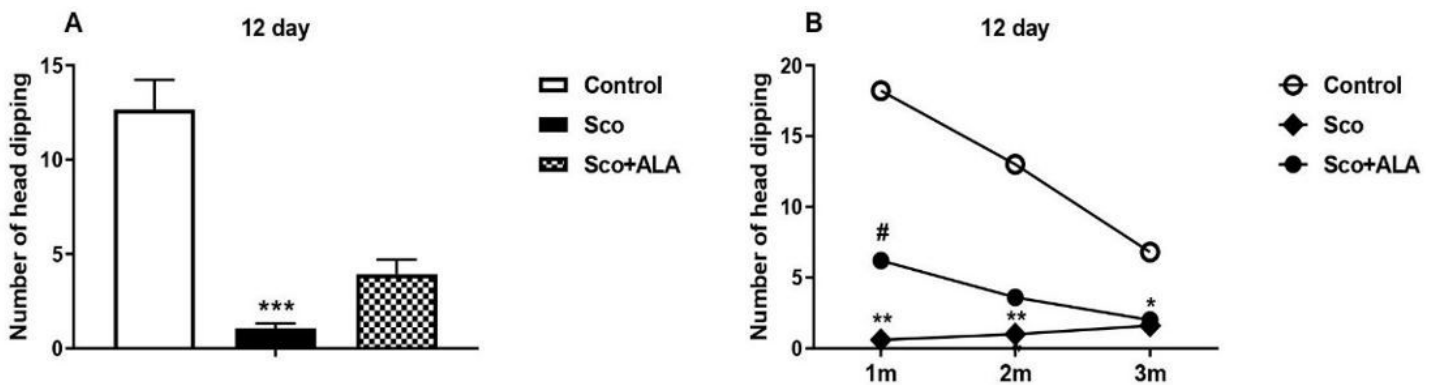 A
12 day
Number of head dipping
15
10
5
0
***
Control
Sco
Sco+ALA
B
12 day
Number of head dipping
20
15
10
5
0
#
**
**
*
1m
2m
3m
Control
Sco
Sco+ALA